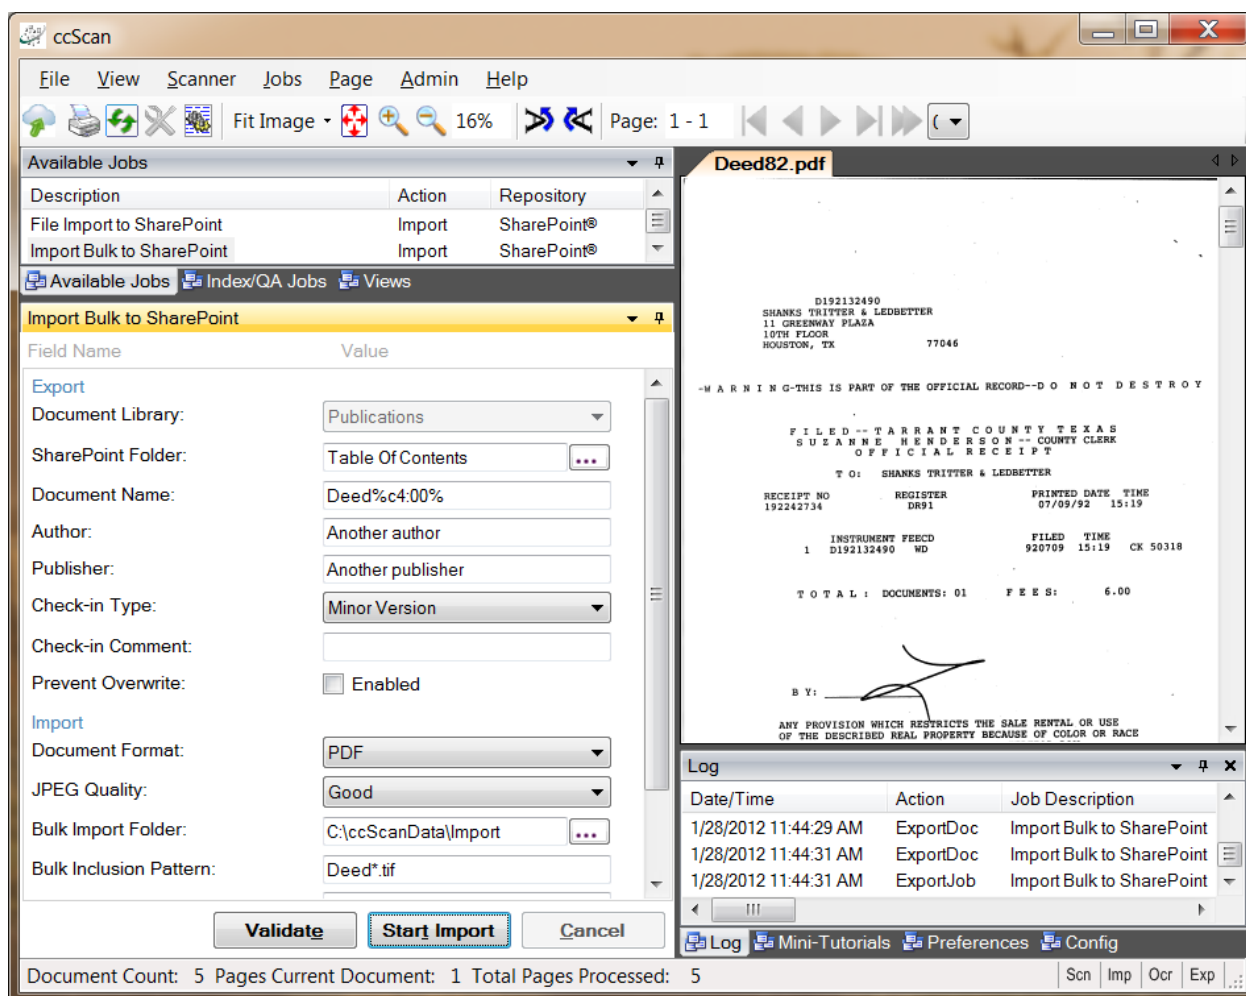 ccScan
File View Scanner Jobs Page Admin Help
Fit Image 16% Page: 1 - 1 (
Available Jobs
Description Action Repository
File Import to SharePoint Import SharePoint®
Import Bulk to SharePoint Import SharePoint®
Available Jobs Index/QA Jobs Views
Import Bulk to SharePoint
Field Name Value
Export
Document Library: Publications
SharePoint Folder: Table Of Contents ...
Document Name: Deed%c4:00%
Author: Another author
Publisher: Another publisher
Check-in Type: Minor Version
Check-in Comment:
Prevent Overwrite: Enabled
Import
Document Format: PDF
JPEG Quality: Good
Bulk Import Folder: C:\ccScanData\Import ...
Bulk Inclusion Pattern: Deed*.tif
Validate Start Import Cancel
Deed82.pdf
D192132490
SHANKS TRITTER & LEDBETTER
11 GREENWAY PLAZA
10TH FLOOR
HOUSTON, TX 77046
-W A R N I N G-THIS IS PART OF THE OFFICIAL RECORD--D O N O T D E S T R O Y
F I L E D -- T A R R A N T C O U N T Y T E X A S
S U Z A N N E H E N D E R S O N -- COUNTY CLERK
O F F I C I A L R E C E I P T
T O: SHANKS TRITTER & LEDBETTER
RECEIPT NO REGISTER PRINTED DATE TIME
192242734 DR91 07/09/92 15:19
INSTRUMENT FEECD FILED TIME
1 D192132490 WD 920709 15:19 CK 50318
T O T A L : DOCUMENTS: 01 F E E S: 6.00
B Y:
ANY PROVISION WHICH RESTRICTS THE SALE RENTAL OR USE
OF THE DESCRIBED REAL PROPERTY BECAUSE OF COLOR OR RACE
Log
Date/Time Action Job Description
1/28/2012 11:44:29 AM ExportDoc Import Bulk to SharePoint
1/28/2012 11:44:31 AM ExportDoc Import Bulk to SharePoint
1/28/2012 11:44:31 AM ExportJob Import Bulk to SharePoint
Log Mini-Tutorials Preferences Config
Document Count: 5 Pages Current Document: 1 Total Pages Processed: 5 Scn Imp Ocr Exp